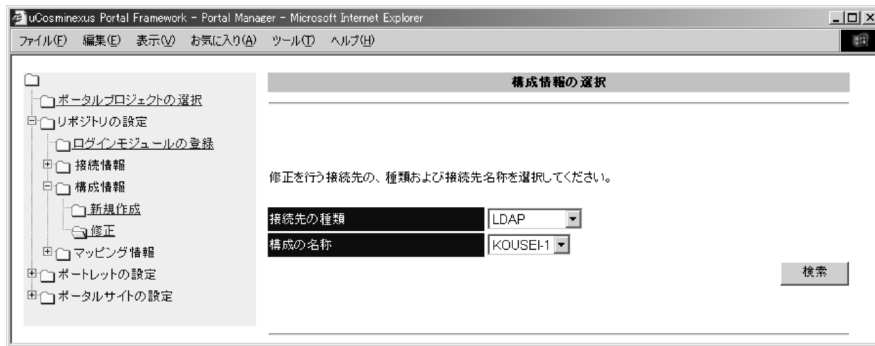 uCosminexus Portal Framework - Portal Manager - Microsoft Internet Explorer
ファイル(F) 編集(E) 表示(V) お気に入り(A) ツール(T) ヘルプ(H)
構成情報の選択
ポータルプロジェクトの選択
リポジトリの設定
ログインモジュールの登録
接続情報
構成情報
新規作成
修正
マッピング情報
ポートレットの設定
ポータルサイトの設定
修正を行う接続先の、種類および接続先名称を選択してください。
接続先の種類 LDAP
構成の名称 KOUSEI-1
検索